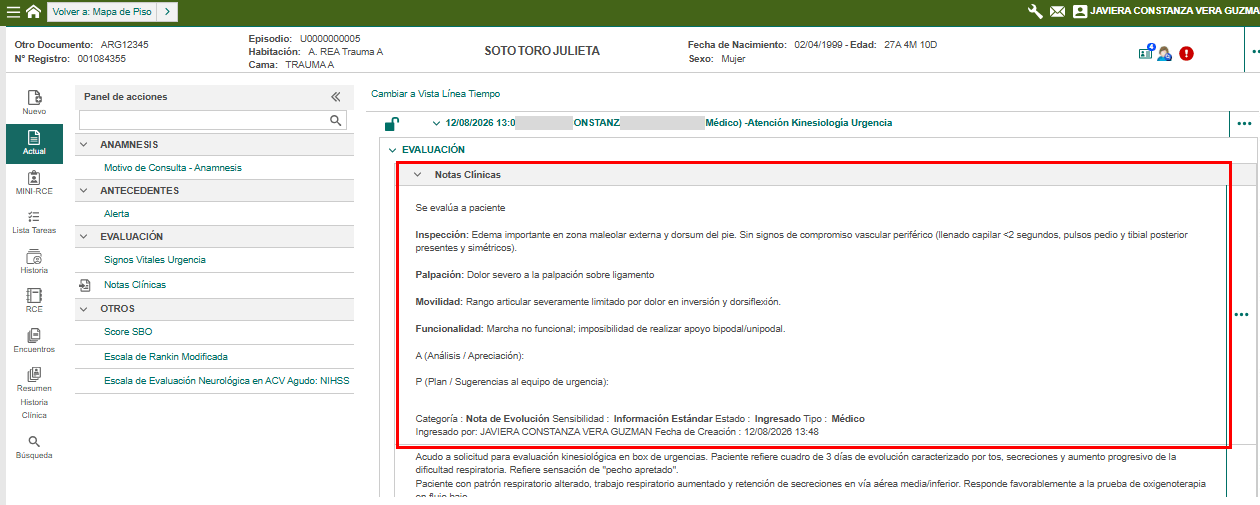 Volver a: Mapa de Piso
JAVIERA CONSTANZA VERA GUZMA
Otro Documento: ARG12345
Nº Registro: 001084355
Episodio: U0000000005
Habitación: A. REA Trauma A
Cama: TRAUMA A
SOTO TORO JULIETA
Fecha de Nacimiento: 02/04/1999 - Edad: 27A 4M 10D
Sexo: Mujer
4
Nuevo
Actual
MINI-RCE
Lista Tareas
Historia
RCE
Encuentros
Resumen
Historia
Clínica
Búsqueda
Panel de acciones
ANAMNESIS
Motivo de Consulta - Anamnesis
ANTECEDENTES
Alerta
EVALUACIÓN
Signos Vitales Urgencia
Notas Clínicas
OTROS
Score SBO
Escala de Rankin Modificada
Escala de Evaluación Neurológica en ACV Agudo: NIHSS
Cambiar a Vista Línea Tiempo
12/08/2026 13:0 ONSTANZ Médico) -Atención Kinesiología Urgencia
EVALUACIÓN
Notas Clínicas
Se evalúa a paciente
Inspección: Edema importante en zona maleolar externa y dorsum del pie. Sin signos de compromiso vascular periférico (llenado capilar <2 segundos, pulsos pedio y tibial posterior
presentes y simétricos).
Palpación: Dolor severo a la palpación sobre ligamento
Movilidad: Rango articular severamente limitado por dolor en inversión y dorsiflexión.
Funcionalidad: Marcha no funcional; imposibilidad de realizar apoyo bipodal/unipodal.
A (Análisis / Apreciación):
P (Plan / Sugerencias al equipo de urgencia):
Categoría : Nota de Evolución Sensibilidad : Información Estándar Estado : Ingresado Tipo : Médico
Ingresado por: JAVIERA CONSTANZA VERA GUZMAN Fecha de Creación : 12/08/2026 13:48
Acudo a solicitud para evaluación kinesiológica en box de urgencias. Paciente refiere cuadro de 3 días de evolución caracterizado por tos, secreciones y aumento progresivo de la
dificultad respiratoria. Refiere sensación de "pecho apretado".
Paciente con patrón respiratorio alterado, trabajo respiratorio aumentado y retención de secreciones en vía aérea media/inferior. Responde favorablemente a la prueba de oxigenoterapia
en flujo bajo